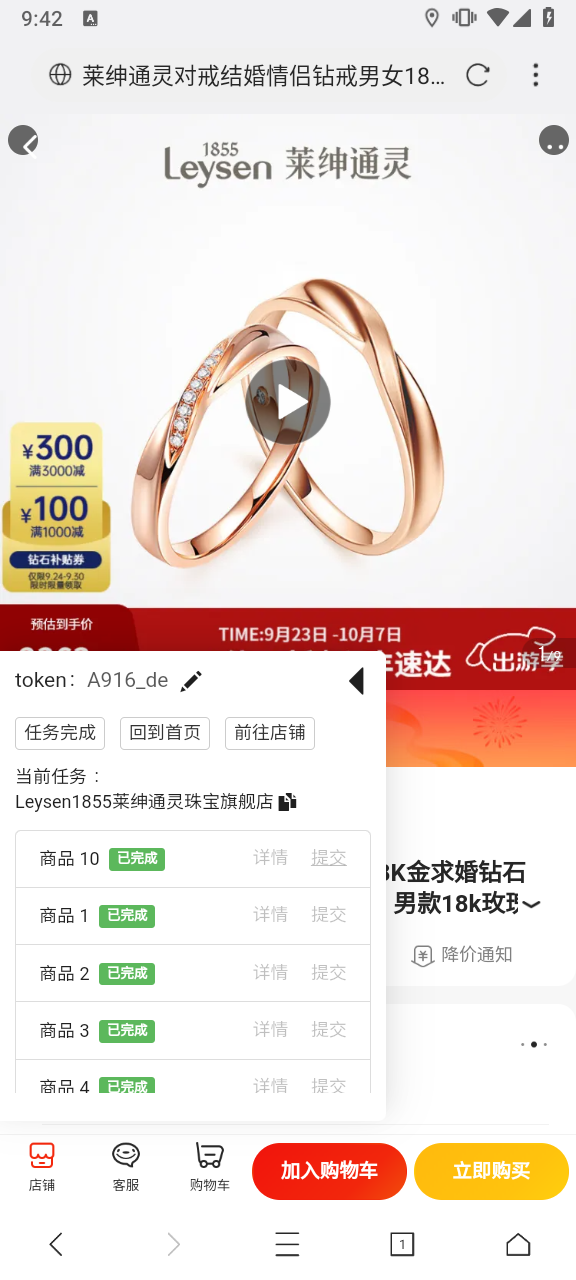 9:42
A
莱绅通灵对戒结婚情侣钻戒男女18...
1855
Leysen 莱绅通灵
¥300
满3000减
¥100
满1000减
钻石补贴券
仅限9.24-9.30
限时限量领取
预估到手价
TIME:9月23日 -10月7日
速达
出游季
1/9
token: A916_de
任务完成
回到首页
前往店铺
当前任务：
Leysen1855莱绅通灵珠宝旗舰店
商品 10 已完成 详情 提交
商品 1 已完成 详情 提交
商品 2 已完成 详情 提交
商品 3 已完成 详情 提交
商品 4 已完成 详情 提交
8K金求婚钻石
男款18k玫瑰
降价通知
店铺
客服
购物车
加入购物车
立即购买
1